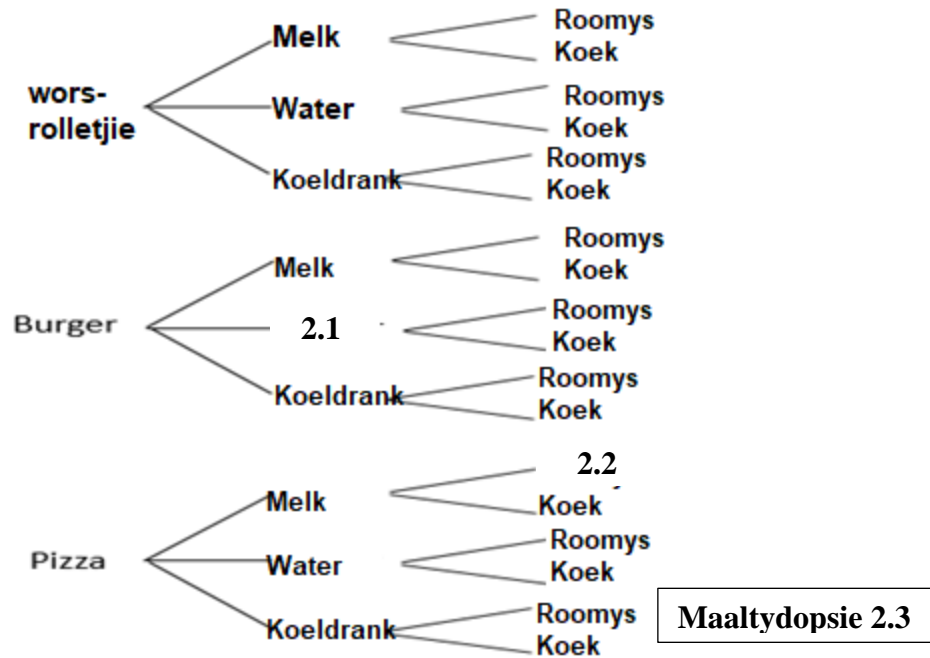 Roomys
Melk
Koek
wors-
rolletjie
Water
Roomys
Koek
Koeldrank
Roomys
Koek
Burger
Melk
Roomys
Koek
2.1
Roomys
Koek
Koeldrank
Roomys
Koek
Pizza
Melk
2.2
Koek
Water
Roomys
Koek
Koeldrank
Roomys
Koek
Maaltydopsie 2.3